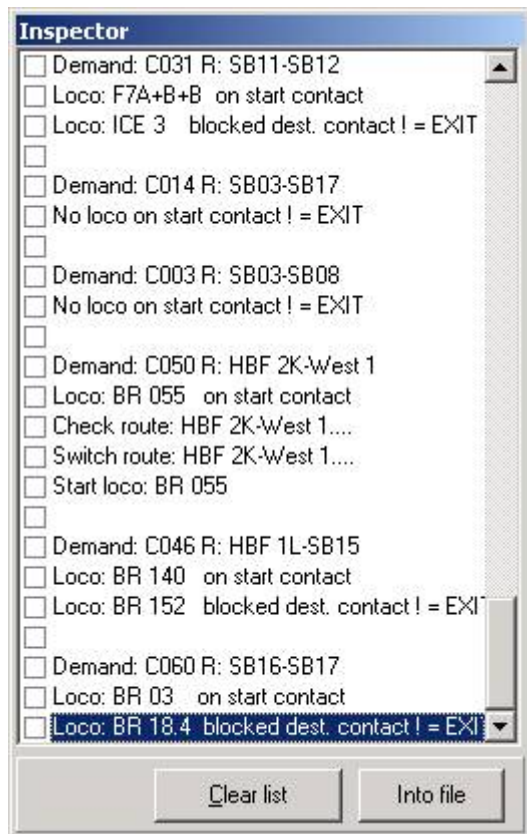 Inspector
Demand: C031 R: SB11-SB12
Loco: F7A+B+B on start contact
Loco: ICE 3 blocked dest. contact ! = EXIT
Demand: C014 R: SB03-SB17
No loco on start contact ! = EXIT
Demand: C003 R: SB03-SB08
No loco on start contact ! = EXIT
Demand: C050 R: HBF 2K-West 1
Loco: BR 055 on start contact
Check route: HBF 2K-West 1....
Switch route: HBF 2K-West 1....
Start loco: BR 055
Demand: C046 R: HBF 1L-SB15
Loco: BR 140 on start contact
Loco: BR 152 blocked dest. contact ! = EXI
Demand: C060 R: SB16-SB17
Loco: BR 03 on start contact
Loco: BR 18.4 blocked dest. contact ! = EXI
Clear list Into file